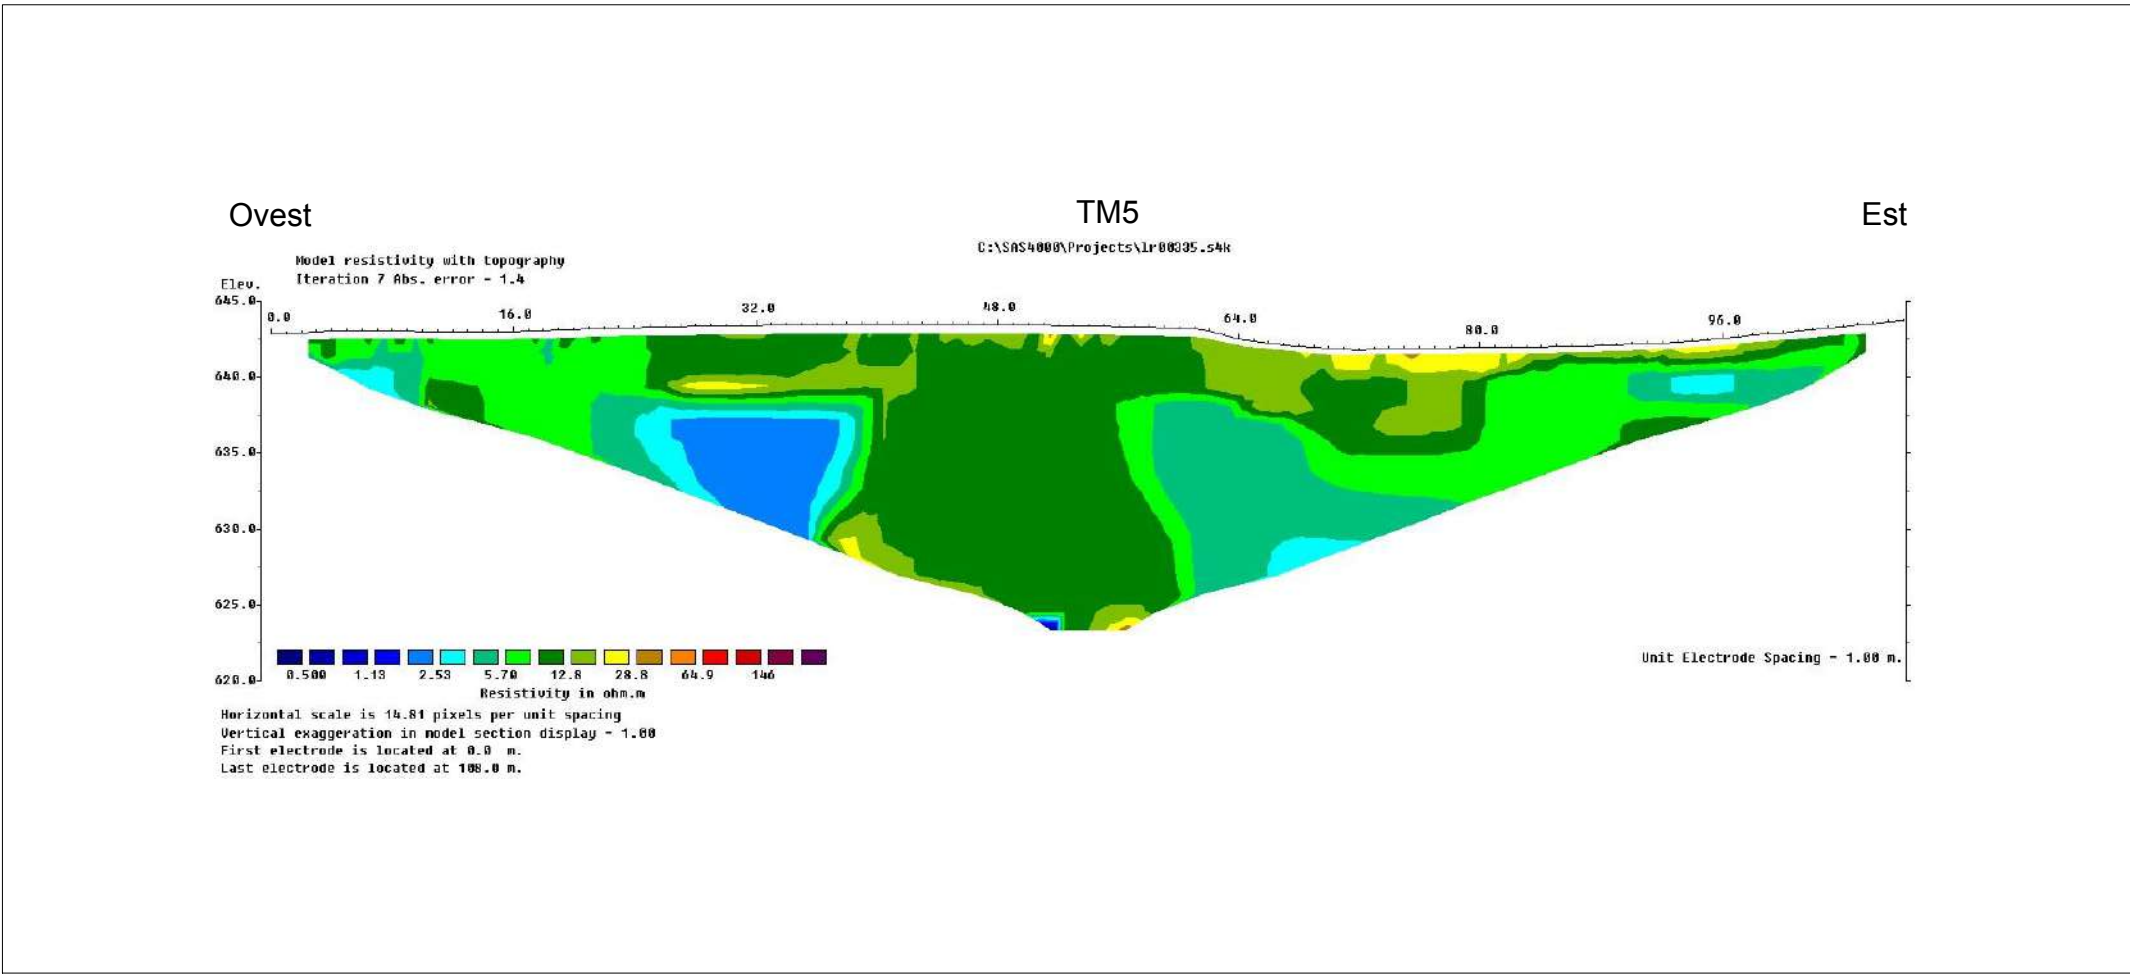 Ovest TM5 Est
C:\SAS4000\Projects\lr00335.s4k
Model resistivity with topography
Iteration 7 Abs. error - 1.4
Elev.
645.0
0.0 16.0 32.0 48.0 64.0 80.0 96.0
640.0
635.0
630.0
625.0
620.0
0.500 1.13 2.53 5.70 12.8 28.8 64.9 146
Resistivity in ohm.m
Unit Electrode Spacing - 1.00 m.
Horizontal scale is 14.81 pixels per unit spacing
Vertical exaggeration in model section display - 1.00
First electrode is located at 0.0 m.
Last electrode is located at 108.0 m.